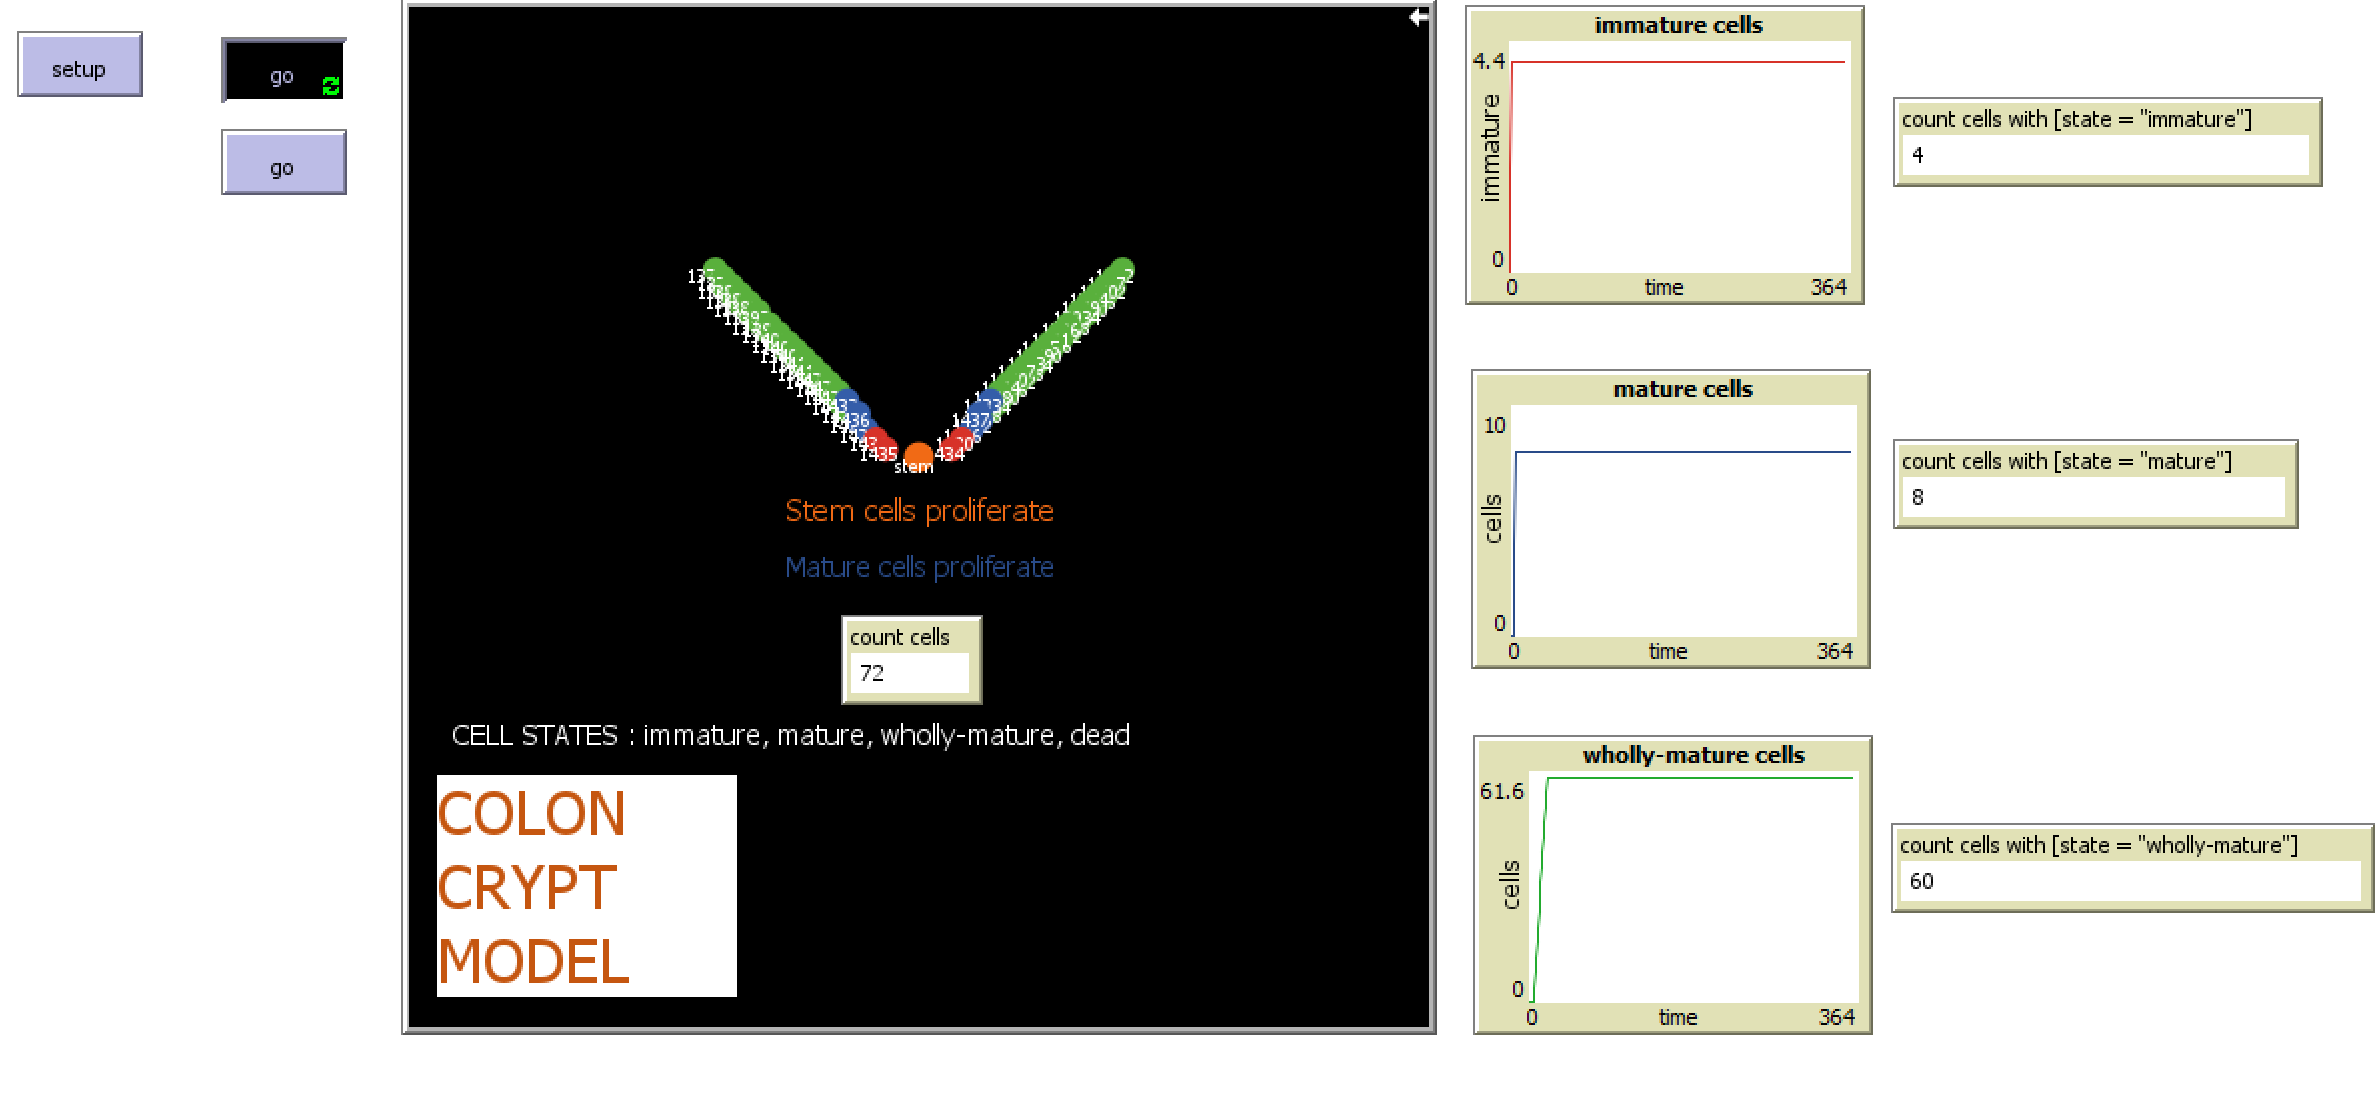 setup
go
go
stem
Stem cells proliferate
Mature cells proliferate
count cells
72
CELL STATES : immature, mature, wholly-mature, dead
COLON
CRYPT
MODEL
immature cells
4.4
immature
0
0
time
364
count cells with [state = "immature"]
4
mature cells
10
cells
0
0
time
364
count cells with [state = "mature"]
8
wholly-mature cells
61.6
cells
0
0
time
364
count cells with [state = "wholly-mature"]
60